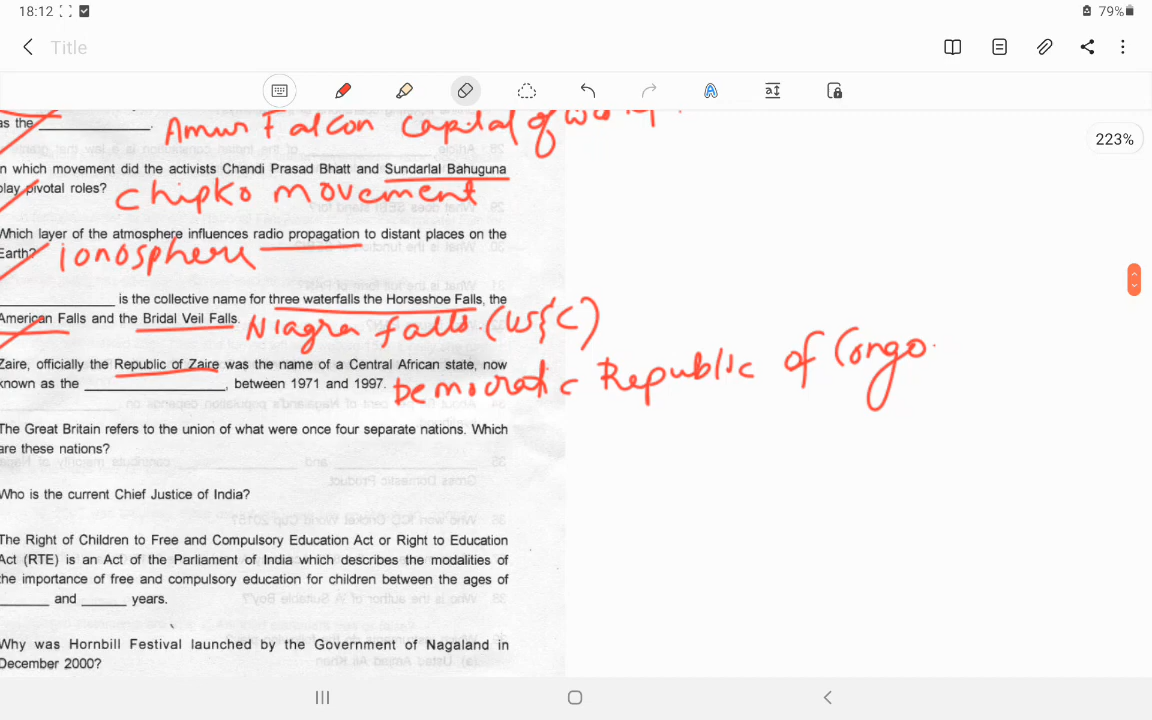 18:12
79%
Title
223%
as the ______. Amur Falcon capital of
n which movement did the activists Chandi Prasad Bhatt and Sundarlal Bahuguna
play pivotal roles? Chipko movement
Which layer of the atmosphere influences radio propagation to distant places on the
Earth? ionosphere
______ is the collective name for three waterfalls the Horseshoe Falls, the
American Falls and the Bridal Veil Falls. Niagra falls. (US & C)
Zaire, officially the Republic of Zaire was the name of a Central African state, now
known as the ______, between 1971 and 1997. Democratic Republic of Congo.
The Great Britain refers to the union of what were once four separate nations. Which
are these nations?
Who is the current Chief Justice of India?
The Right of Children to Free and Compulsory Education Act or Right to Education
Act (RTE) is an Act of the Parliament of India which describes the modalities of
the importance of free and compulsory education for children between the ages of
______ and ______ years.
Why was Hornbill Festival launched by the Government of Nagaland in
December 2000?